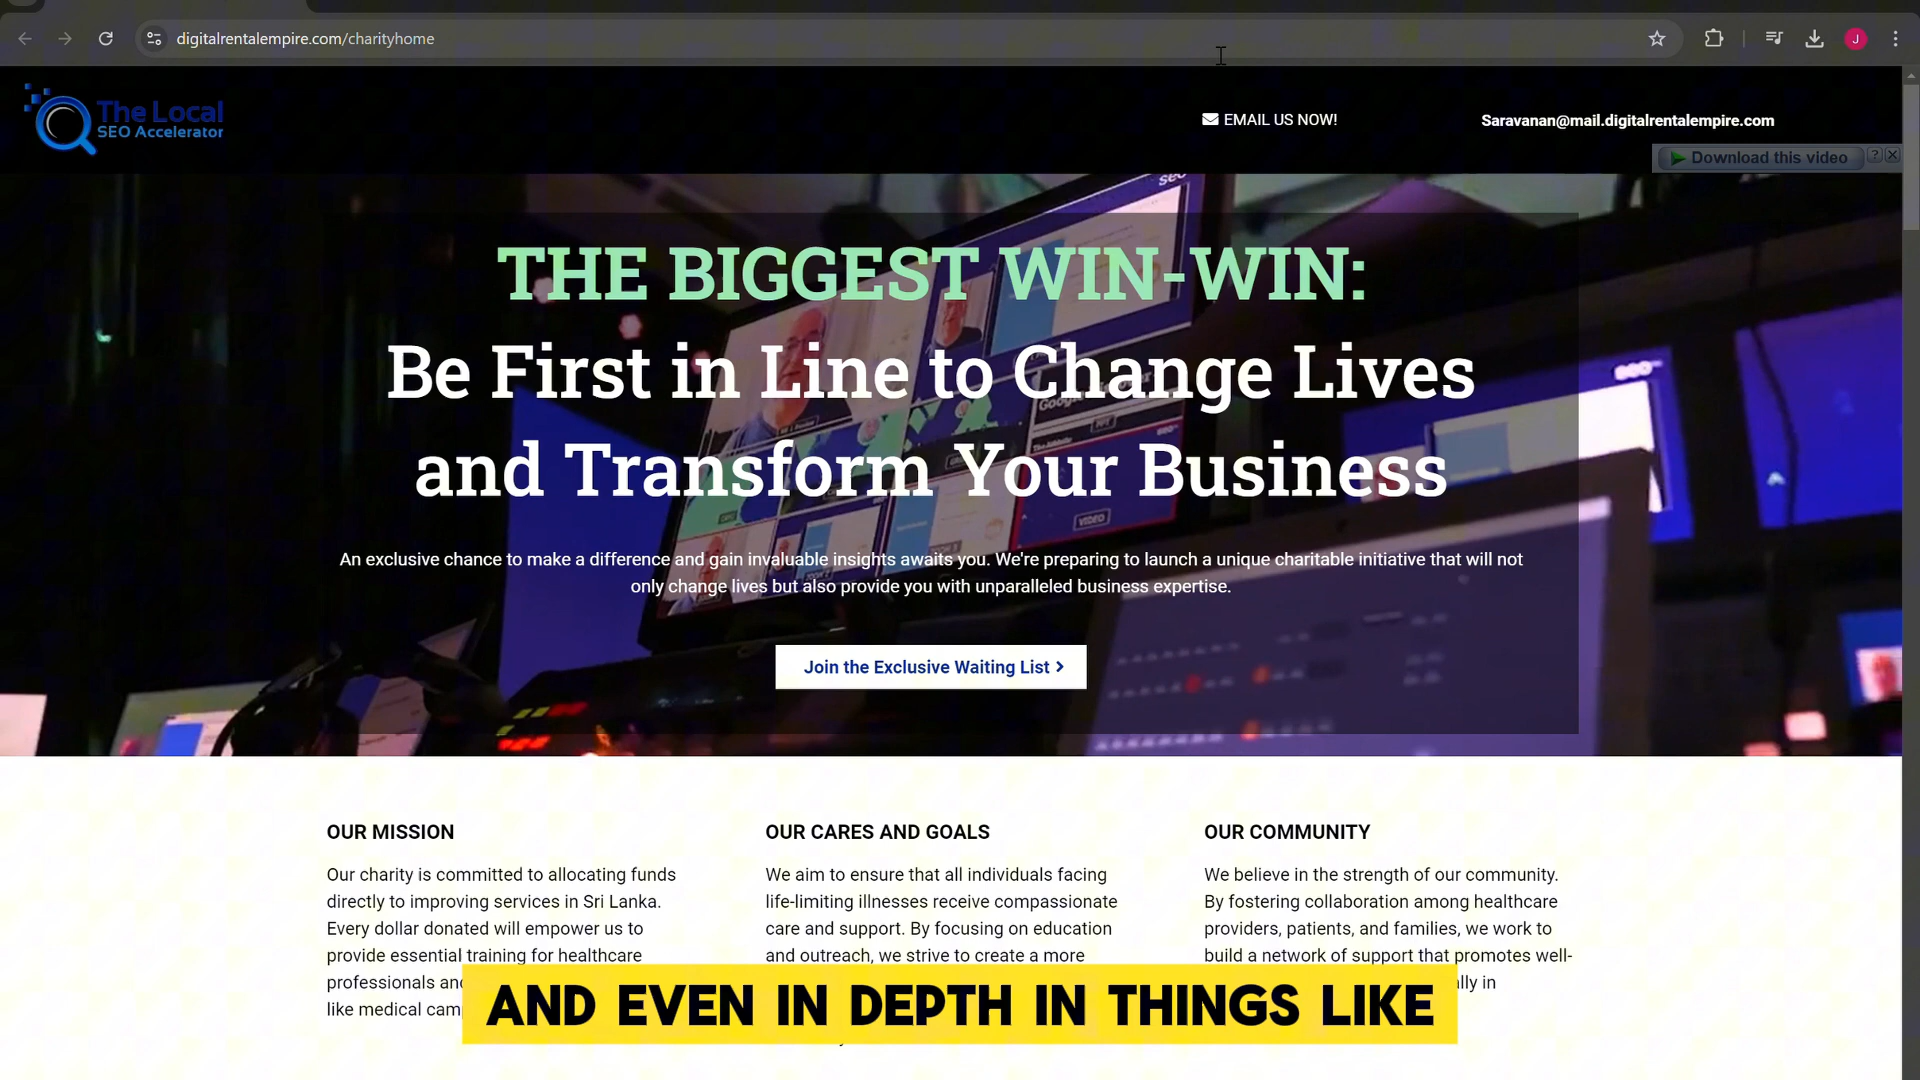 digitalrentalempire.com/charityhome
J
The Local
SEO Accelerator
EMAIL US NOW!
Saravanan@mail.digitalrentalempire.com
Download this video
THE BIGGEST WIN-WIN:
Be First in Line to Change Lives
and Transform Your Business
An exclusive chance to make a difference and gain invaluable insights awaits you. We're preparing to launch a unique charitable initiative that will not
only change lives but also provide you with unparalleled business expertise.
Join the Exclusive Waiting List
OUR MISSION
Our charity is committed to allocating funds
directly to improving services in Sri Lanka.
Every dollar donated will empower us to
provide essential training for healthcare
professionals
like medical
OUR CARES AND GOALS
We aim to ensure that all individuals facing
life-limiting illnesses receive compassionate
care and support. By focusing on education
and outreach, we strive to create a more
OUR COMMUNITY
We believe in the strength of our community.
By fostering collaboration among healthcare
providers, patients, and families, we work to
build a network of support that promotes well-
in
AND EVEN IN DEPTH IN THINGS LIKE